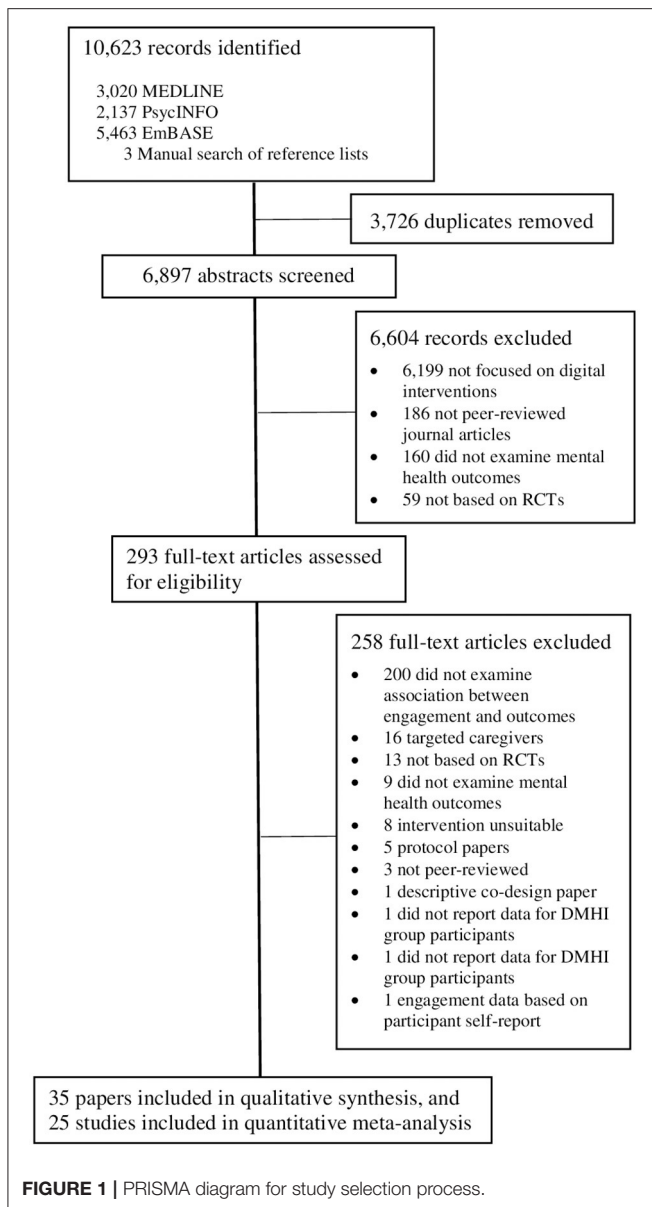 10,623 records identified
3,020 MEDLINE
2,137 PsycINFO
5,463 EmBASE
3 Manual search of reference lists
3,726 duplicates removed
6,897 abstracts screened
6,604 records excluded
• 6,199 not focused on digital
interventions
• 186 not peer-reviewed
journal articles
• 160 did not examine mental
health outcomes
• 59 not based on RCTs
293 full-text articles assessed
for eligibility
258 full-text articles excluded
• 200 did not examine
association between
engagement and outcomes
• 16 targeted caregivers
• 13 not based on RCTs
• 9 did not examine mental
health outcomes
• 8 intervention unsuitable
• 5 protocol papers
• 3 not peer-reviewed
• 1 descriptive co-design paper
• 1 did not report data for DMHI
group participants
• 1 did not report data for DMHI
group participants
• 1 engagement data based on
participant self-report
35 papers included in qualitative synthesis, and
25 studies included in quantitative meta-analysis
FIGURE 1 | PRISMA diagram for study selection process.